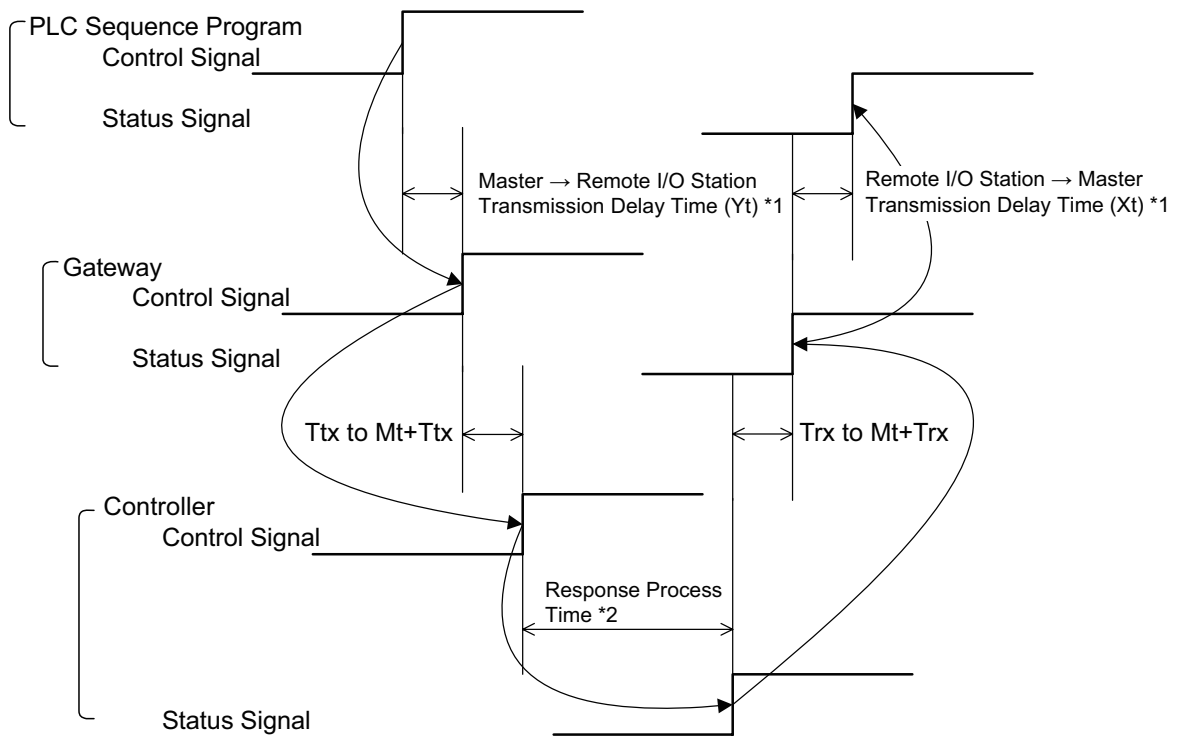 PLC Sequence Program
Control Signal
Status Signal
Master → Remote I/O Station
Transmission Delay Time (Yt) *1
Remote I/O Station → Master
Transmission Delay Time (Xt) *1
Gateway
Control Signal
Status Signal
Ttx to Mt+Ttx
Trx to Mt+Trx
Controller
Control Signal
Response Process
Time *2
Status Signal